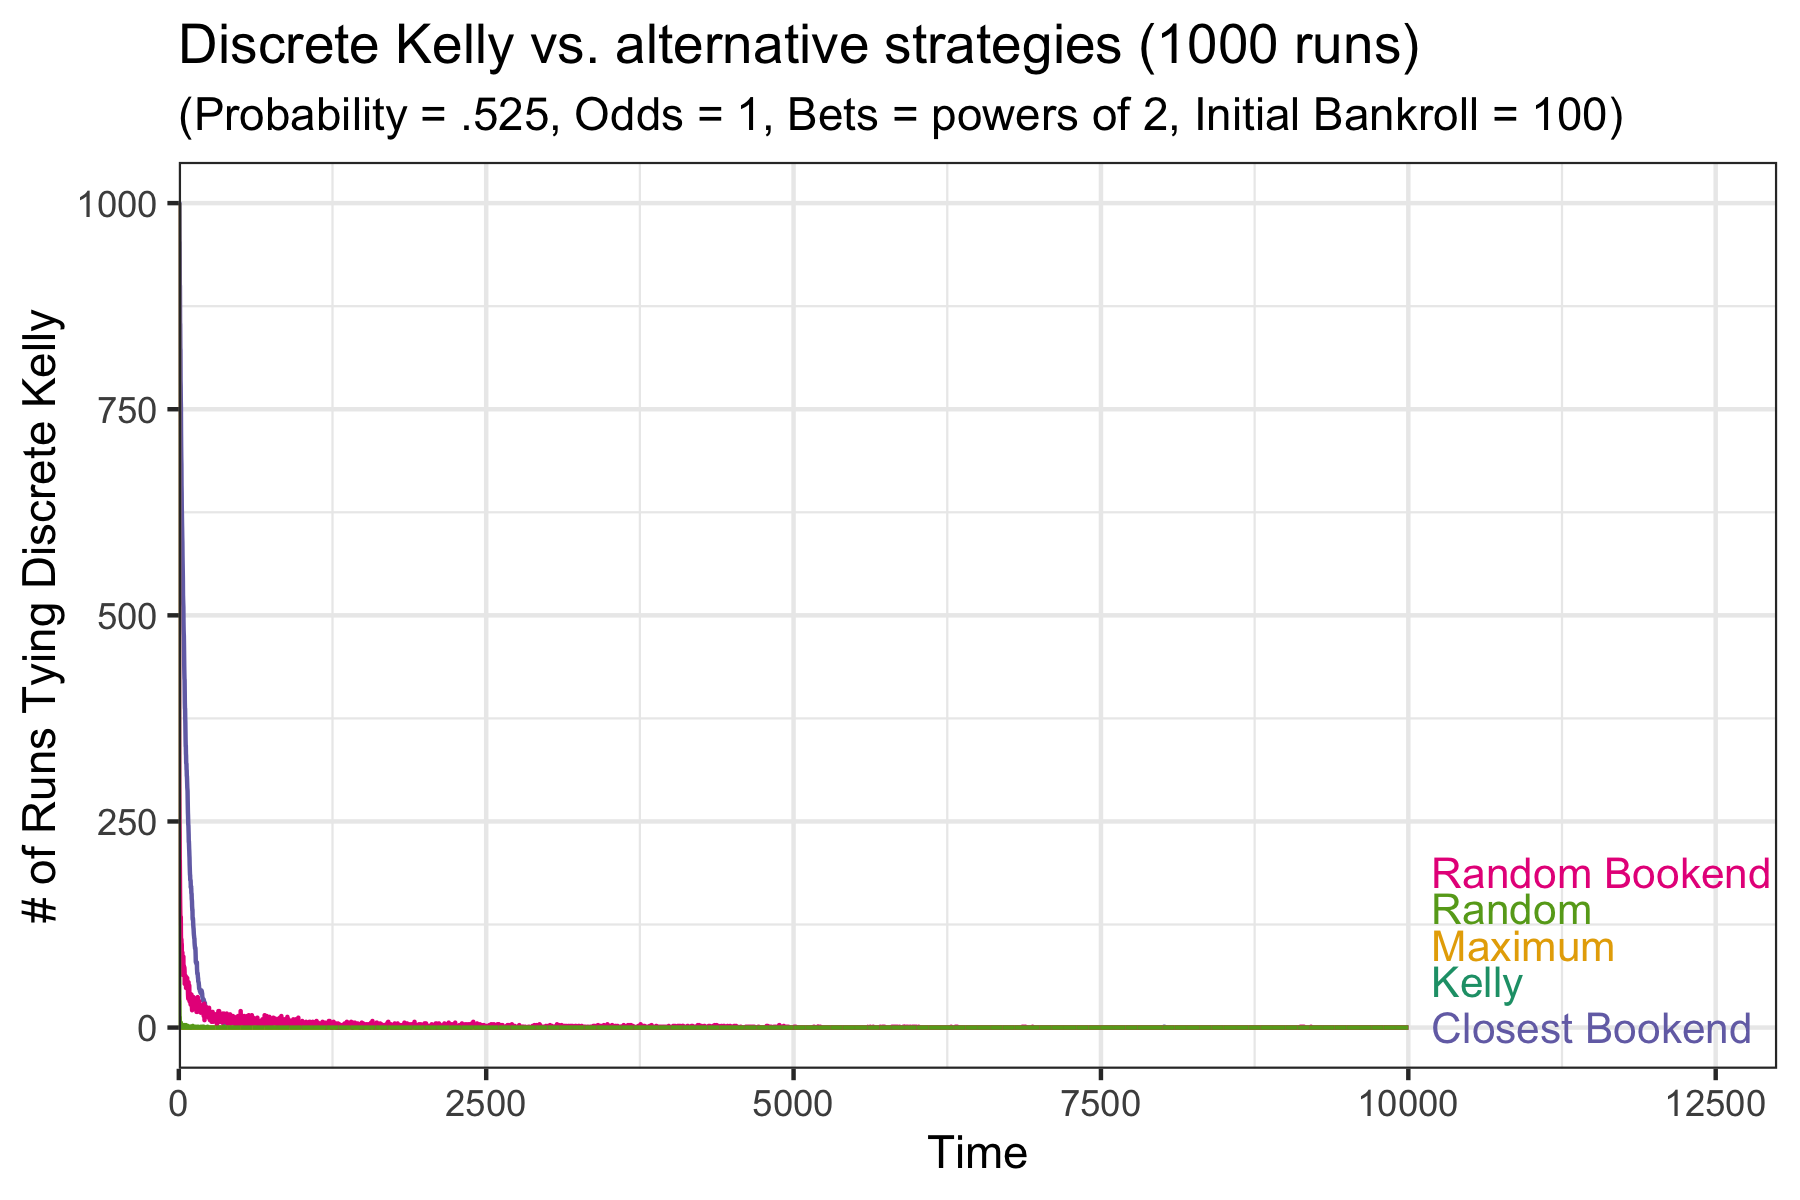 Discrete Kelly vs. alternative strategies (1000 runs)
(Probability = .525, Odds = 1, Bets = powers of 2, Initial Bankroll = 100)
# of Runs Tying Discrete Kelly
1000
750
500
250
0
Random Bookend
Random
Maximum
Kelly
Closest Bookend
0 2500 5000 7500 10000 12500
Time